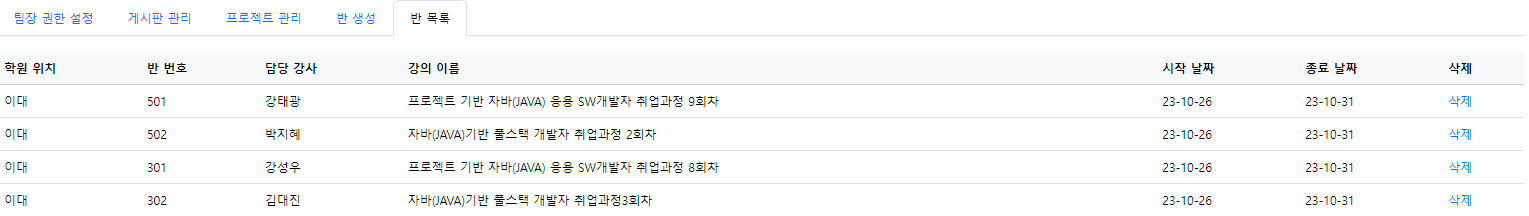 팀장 권한 설정 게시판 관리 프로젝트 관리 반 생성 반 목록
학원 위치 반 번호 담당 강사 강의 이름 시작 날짜 종료 날짜 삭제
이대 501 강태광 프로젝트 기반 자바(JAVA) 응용 SW개발자 취업과정 9회차 23-10-26 23-10-31 삭제
이대 502 박지혜 자바(JAVA)기반 풀스택 개발자 취업과정 2회차 23-10-26 23-10-31 삭제
이대 301 강성우 프로젝트 기반 자바(JAVA) 응용 SW개발자 취업과정 8회차 23-10-26 23-10-31 삭제
이대 302 김대진 자바(JAVA)기반 풀스택 개발자 취업과정3회차 23-10-26 23-10-31 삭제